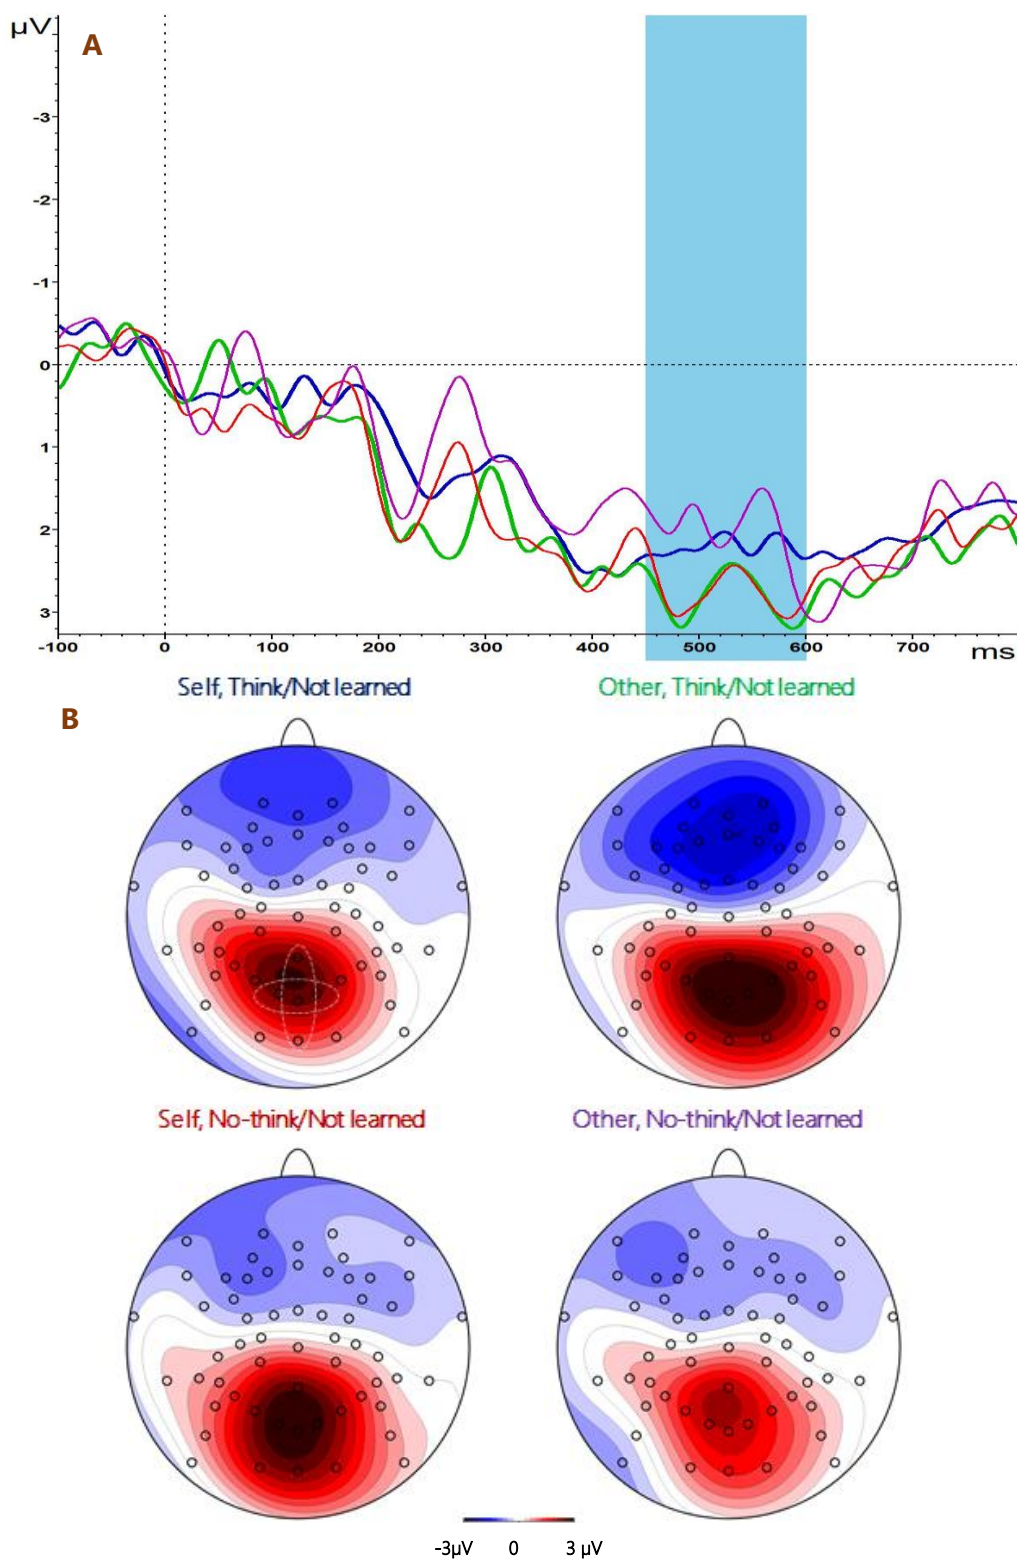 µV
A
-3
-2
-1
0
1
2
3
-100 0 100 200 300 400 500 600 700 ms
Self, Think/Not learned Other, Think/Not learned
B
Self, No-think/Not learned Other, No-think/Not learned
-3µV 0 3 µV